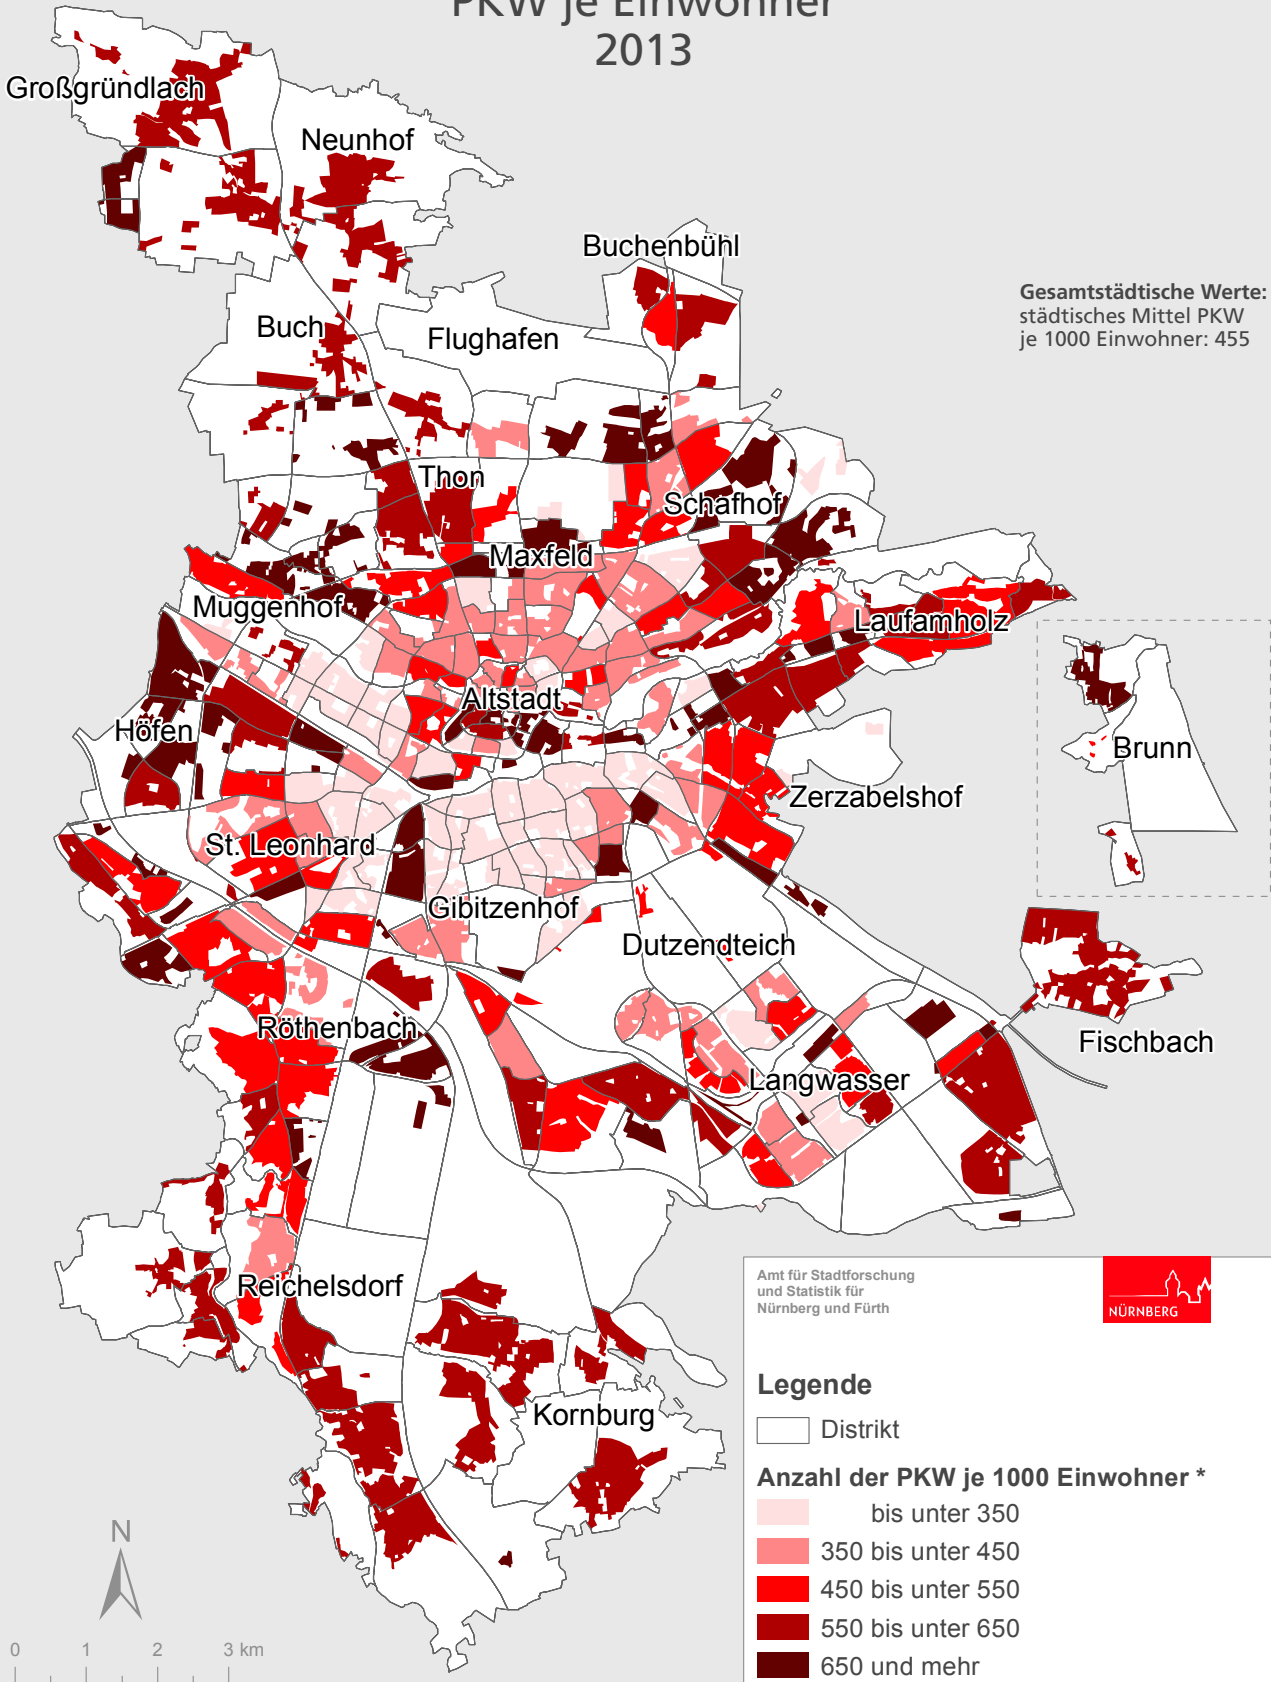 PKW je Einwohner
2013
Großgründlach
Neunhof
Buchenbühl
Gesamtstädtische Werte:
städtisches Mittel PKW
je 1000 Einwohner: 455
Buch
Flughafen
Thon
Schafhof
Maxfeld
Muggenhof
Laufamholz
Altstadt
Höfen
Brunn
Zerzabelshof
St. Leonhard
Gibitzenhof
Dutzendteich
Röthenbach
Fischbach
Langwasser
Reichelsdorf
Kornburg
Amt für Stadtforschung
und Statistik für
Nürnberg und Fürth
NÜRNBERG
Legende
Distrikt
Anzahl der PKW je 1000 Einwohner *
bis unter 350
350 bis unter 450
450 bis unter 550
550 bis unter 650
650 und mehr
N
0 1 2 3 km